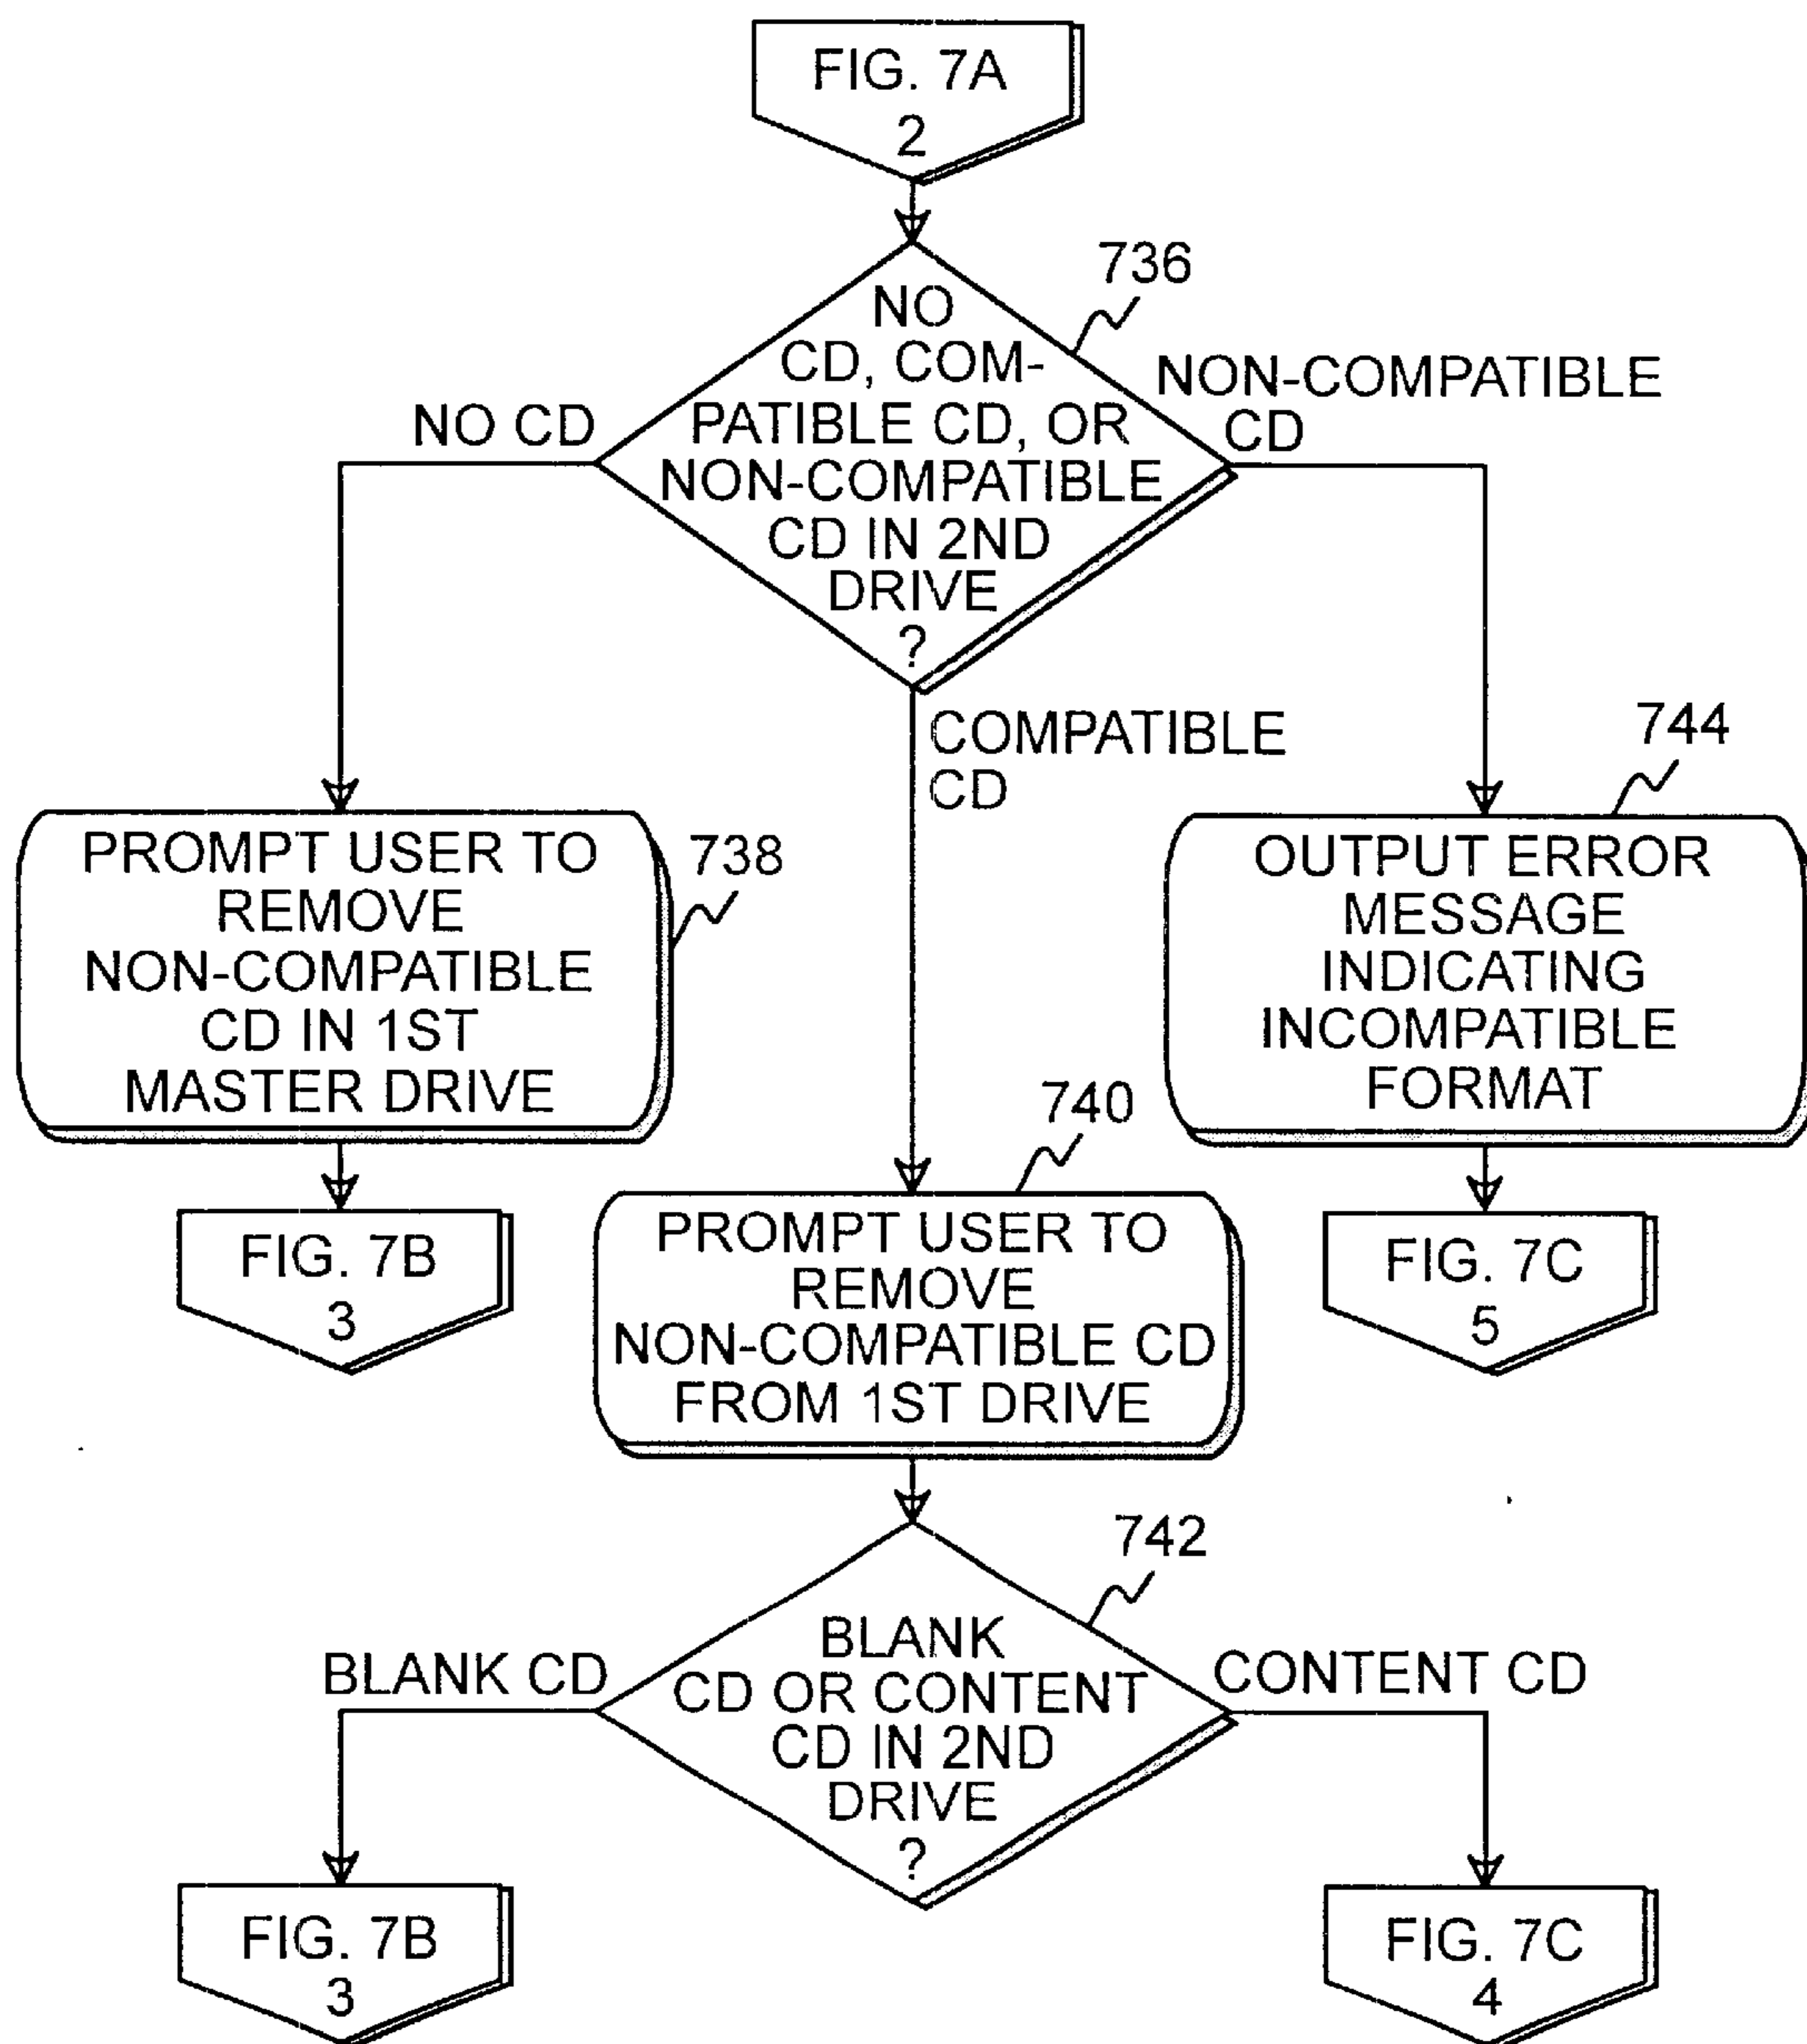 FIG. 7A
2
736
NO
CD, COM-
PATIBLE CD, OR
NON-COMPATIBLE
CD IN 2ND
DRIVE
?
NO CD
NON-COMPATIBLE
CD
COMPATIBLE
CD
738
PROMPT USER TO
REMOVE
NON-COMPATIBLE
CD IN 1ST
MASTER DRIVE
744
OUTPUT ERROR
MESSAGE
INDICATING
INCOMPATIBLE
FORMAT
FIG. 7B
3
740
PROMPT USER TO
REMOVE
NON-COMPATIBLE CD
FROM 1ST DRIVE
FIG. 7C
5
742
BLANK
CD OR CONTENT
CD IN 2ND
DRIVE
?
BLANK CD
CONTENT CD
FIG. 7B
3
FIG. 7C
4